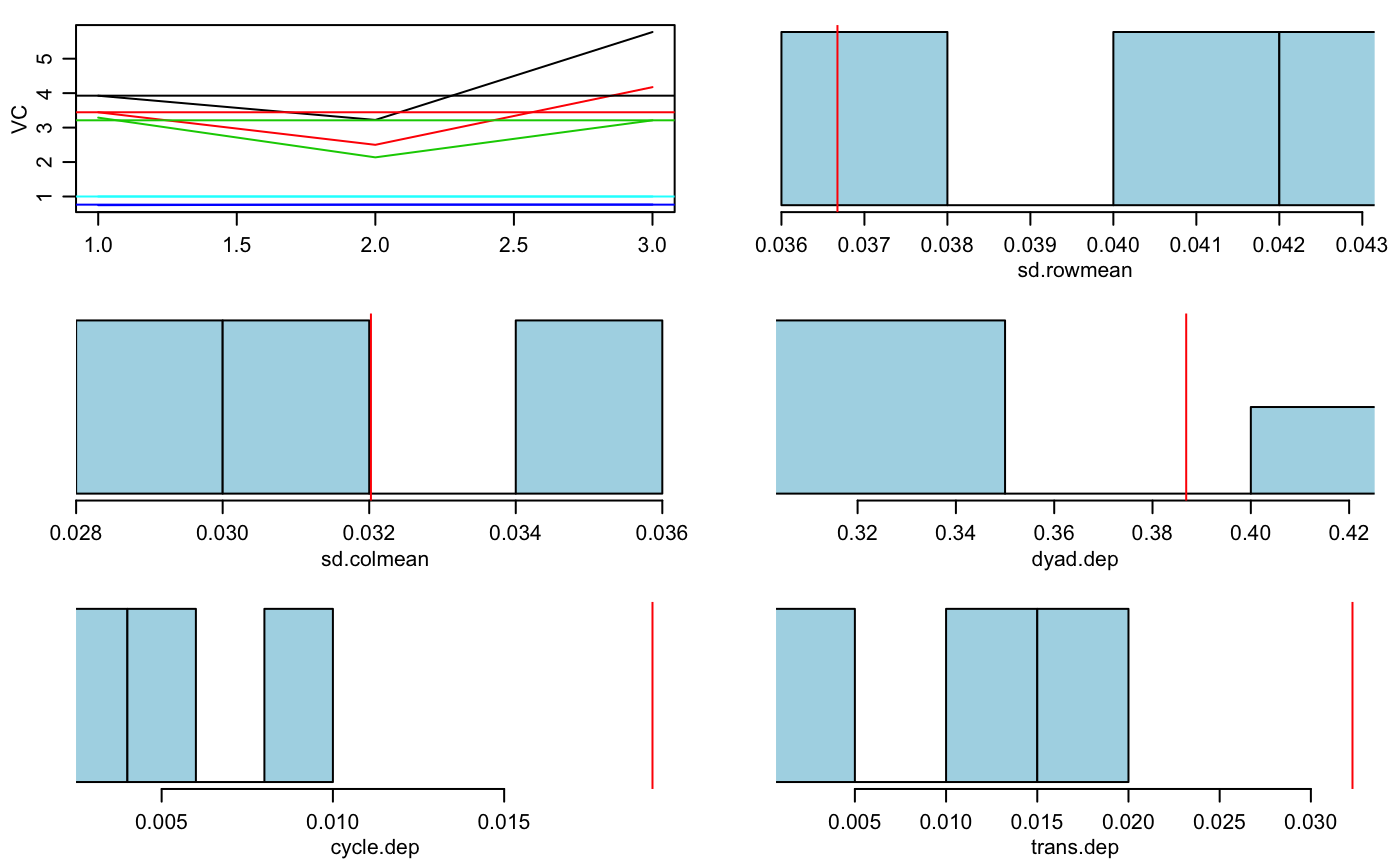 VC
5
4
3
2
1
1.0 1.5 2.0 2.5 3.0
0.036 0.037 0.038 0.039 0.040 0.041 0.042 0.043
sd.rowmean
0.028 0.030 0.032 0.034 0.036
sd.colmean
0.32 0.34 0.36 0.38 0.40 0.42
dyad.dep
0.005 0.010 0.015
cycle.dep
0.005 0.010 0.015 0.020 0.025 0.030
trans.dep